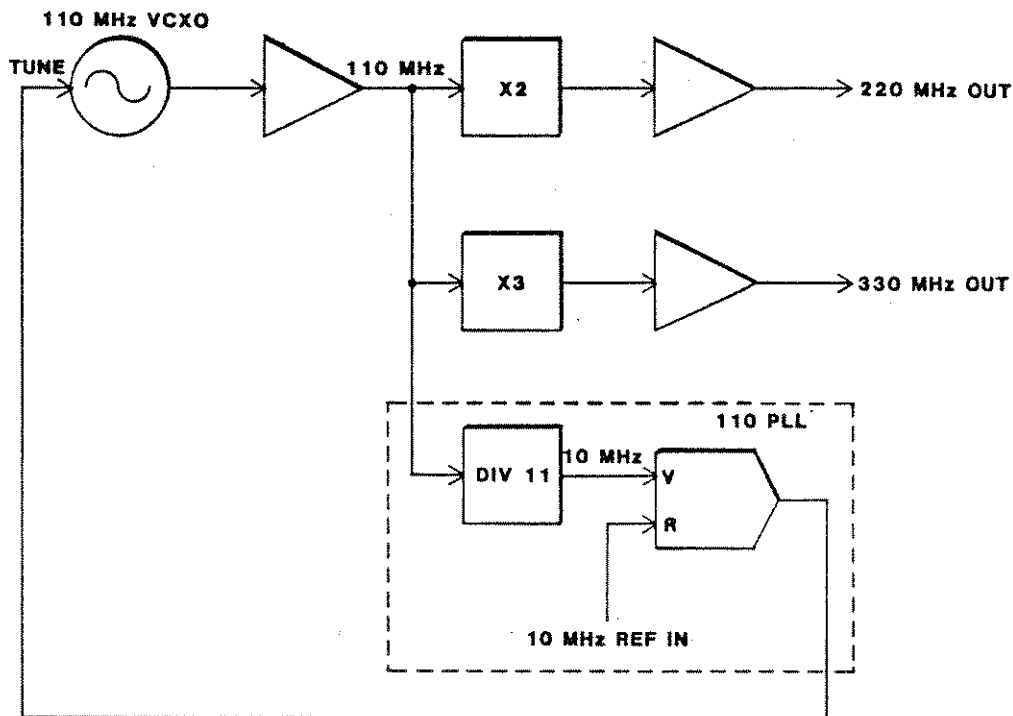 110 MHz VCXO
TUNE
110 MHz
X2
220 MHz OUT
X3
330 MHz OUT
110 PLL
DIV 11
10 MHz
V
R
10 MHz REF IN